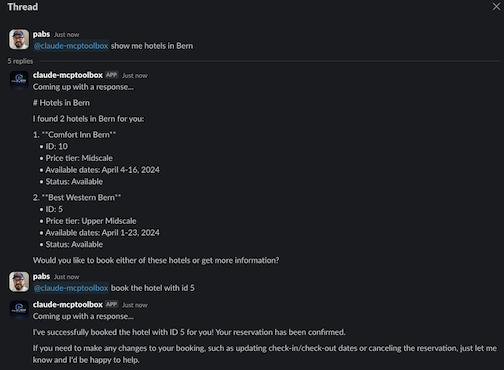 Thread
pabs Just now
@claude-mcptoolbox show me hotels in Bern
5 replies
claude-mcptoolbox APP Just now
Coming up with a response...
# Hotels in Bern
I found 2 hotels in Bern for you:
1. **Comfort Inn Bern**
• ID: 10
• Price tier: Midscale
• Available dates: April 4-16, 2024
• Status: Available
2. **Best Western Bern**
• ID: 5
• Price tier: Upper Midscale
• Available dates: April 1-23, 2024
• Status: Available
Would you like to book either of these hotels or get more information?
pabs Just now
@claude-mcptoolbox book the hotel with id 5
claude-mcptoolbox APP Just now
Coming up with a response...
I've successfully booked the hotel with ID 5 for you! Your reservation has been confirmed.
If you need to make any changes to your booking, such as updating check-in/check-out dates or canceling the reservation, just let me
know and I'd be happy to help.